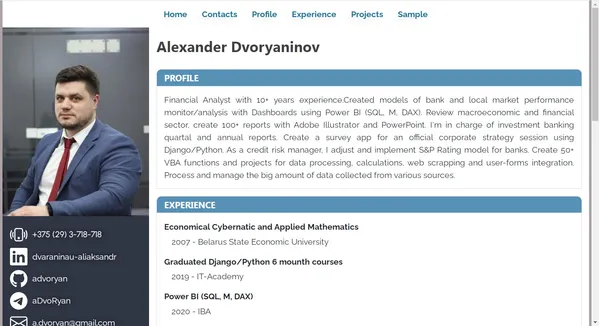 Home Contacts Profile Experience Projects Sample
Alexander Dvoryaninov
PROFILE
Financial Analyst with 10+ years experience.Created models of bank and local market performance
monitor/analysis with Dashboards using Power BI (SQL, M, DAX). Review macroeconomic and financial
sector, create 100+ reports with Adobe Illustrator and PowerPoint. I'm in charge of investment banking
quartal and annual reports. Create a survey app for an official corporate strategy session using
Django/Python. As a credit risk manager, I adjust and implement S&P Rating model for banks. Create 50+
VBA functions and projects for data processing, calculations, web scrapping and user-forms integration.
Process and manage the big amount of data collected from various sources.
EXPERIENCE
Economical Cybernatic and Applied Mathematics
2007 - Belarus State Economic University
Graduated Django/Python 6 mounth courses
2019 - IT-Academy
Power BI (SQL, M, DAX)
2020 - IBA
+375 (29) 3-718-718
dvaraninau-aliaksandr
advoryan
aDvoRyan
a.dvoryan@gmail.com